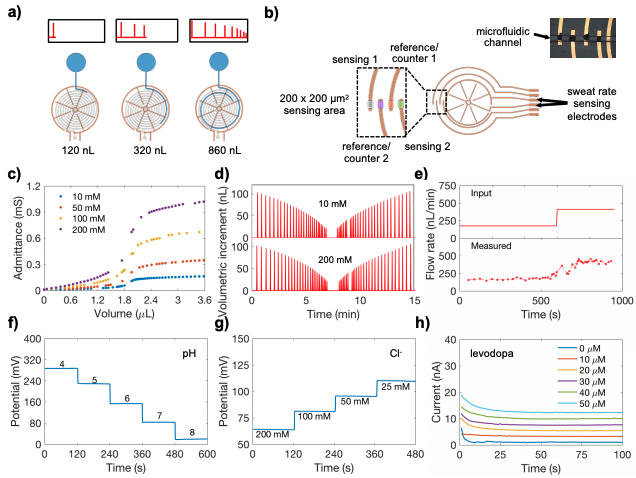 a)
120 nL
320 nL
860 nL
b)
microfluidic
channel
sensing 1
reference/
counter 1
200 x 200 µm²
sensing area
sweat rate
sensing
electrodes
reference/
counter 2
sensing 2
c)
Admittance (mS)
1.2
0.9
0.6
0.3
0
10 mM
50 mM
100 mM
200 mM
0 0.6 1.2 1.8 2.4 3.0 3.6
Volume (µL)
d)
Volumetric increment (nL)
100
50
0
10 mM
100
50
0
200 mM
0 5 10 15
Time (min)
e)
Flow rate (nL/min)
750
500
250
0
Input
500
250
0
Measured
0 500 1000
Time (s)
f)
Potential (mV)
400
320
240
160
80
0
pH
4
5
6
7
8
0 120 240 360 480 600
Time (s)
g)
Potential (mV)
150
125
100
75
50
Cl-
200 mM
100 mM
50 mM
25 mM
0 120 240 360 480
Time (s)
h)
Current (nA)
40
30
20
10
0
levodopa
0 µM
10 µM
20 µM
30 µM
40 µM
50 µM
0 25 50 75 100
Time (s)